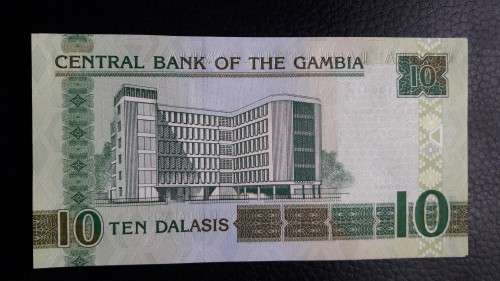 CENTRAL BANK OF THE GAMBIA
10
10 TEN DALASIS
10